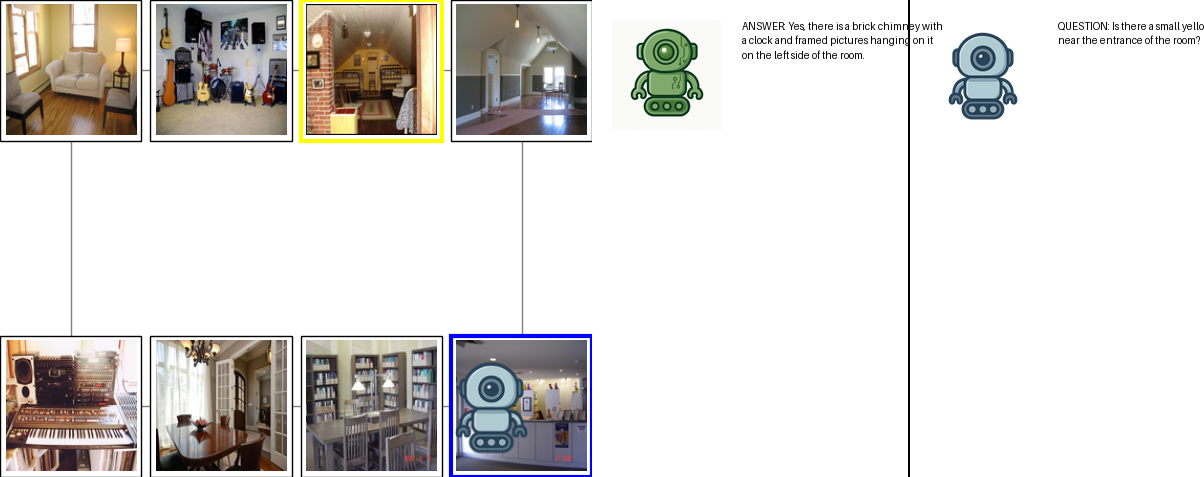 ANSWER: Yes, there is a brick chimney with
a clock and framed pictures hanging on it
on the left side of the room.
QUESTION: Is there a small yello
near the entrance of the room?